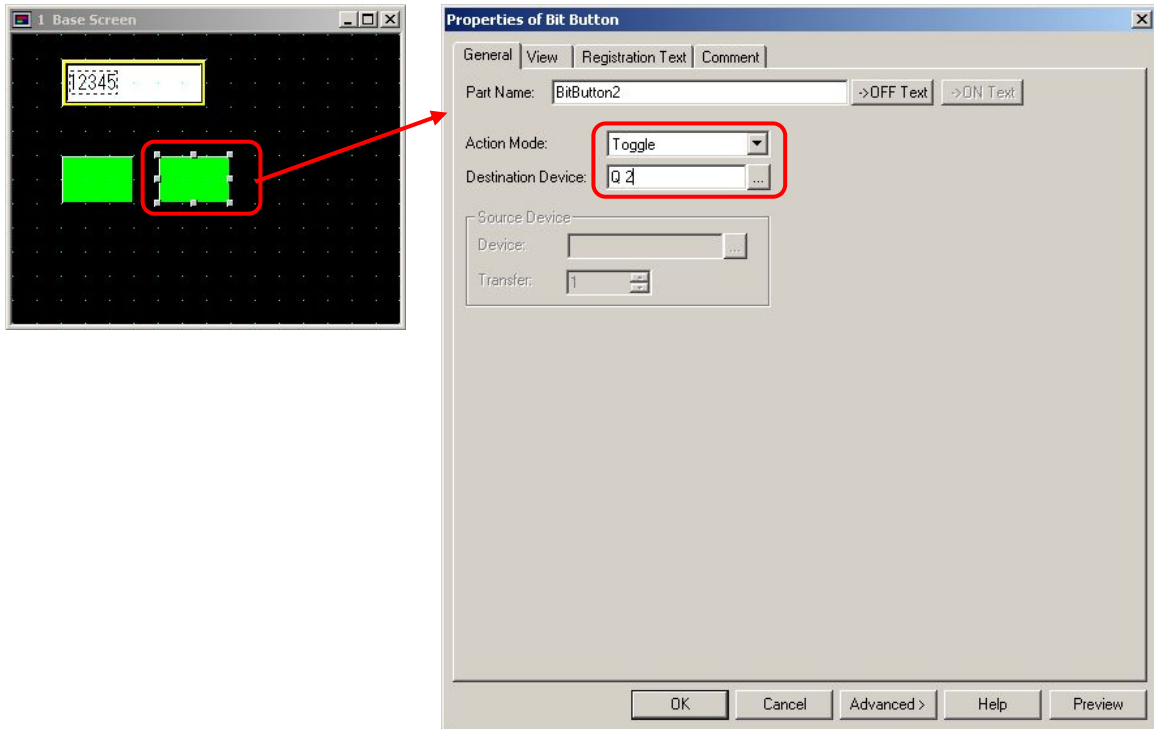 1 Base Screen
12345
Properties of Bit Button
General View Registration Text Comment
Part Name: BitButton2 ->OFF Text ->ON Text
Action Mode: Toggle
Destination Device: Q 2 ...
Source Device
Device: ...
Transfer: 1
OK Cancel Advanced > Help Preview